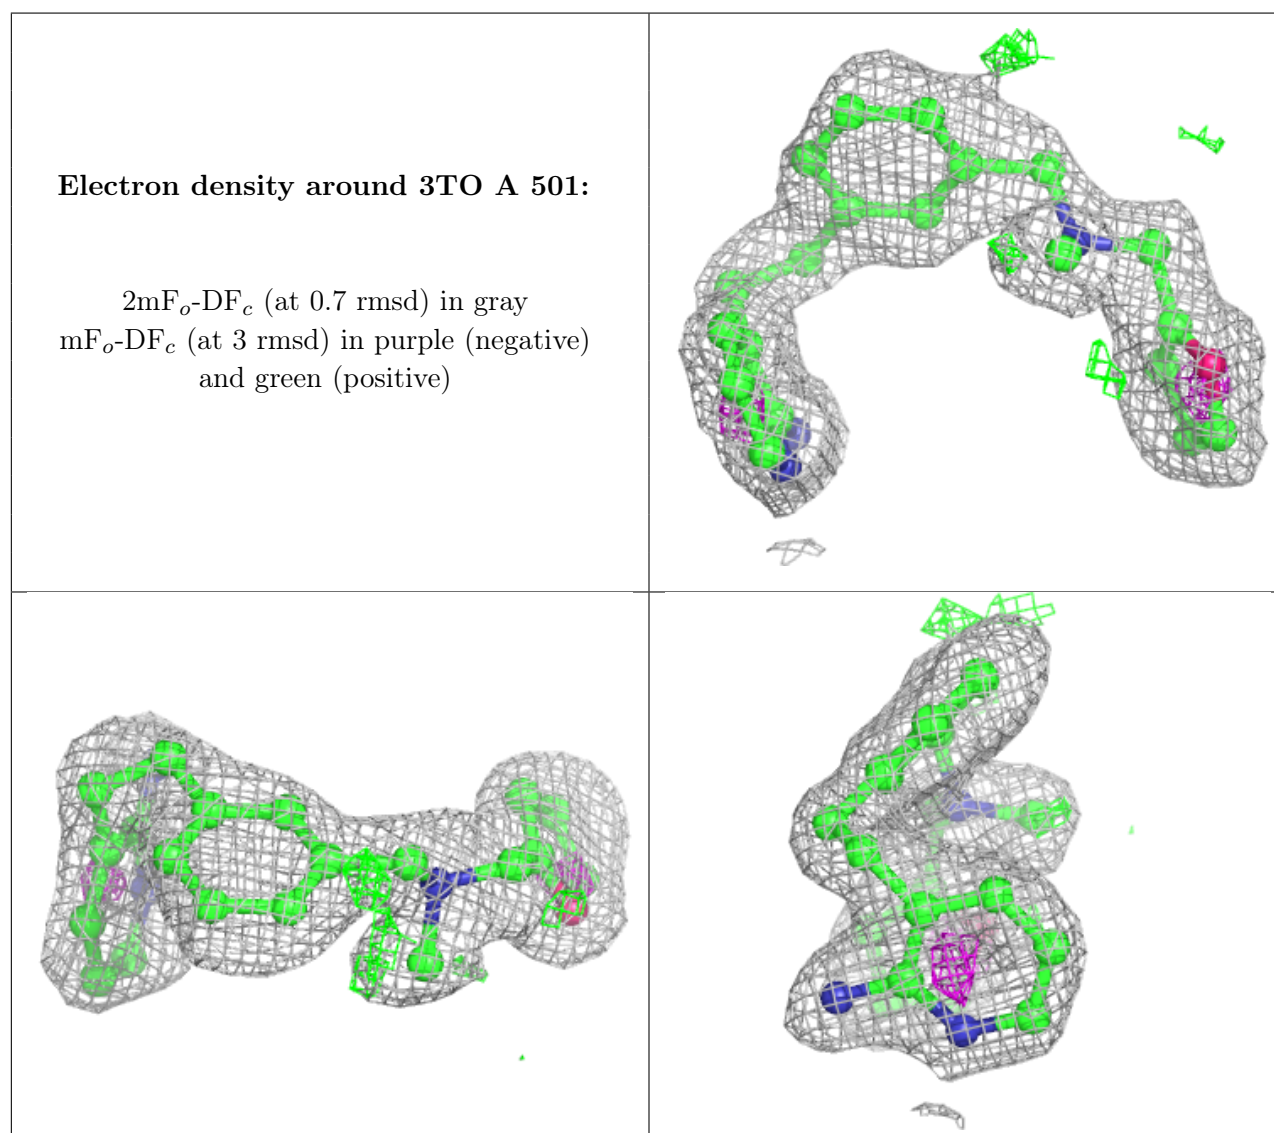 Electron density around 3TO A 501:
2mFo-DFc (at 0.7 rmsd) in gray
mFo-DFc (at 3 rmsd) in purple (negative)
and green (positive)